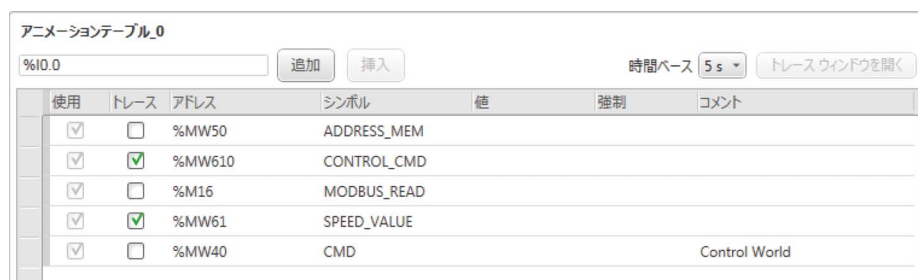 アニメーションテーブル_0
%I0.0 追加 挿入 時間ベース 5 s トレース ウィンドウを開く
使用 トレース アドレス シンボル 値 強制 コメント
%MW50 ADDRESS_MEM
%MW610 CONTROL_CMD
%M16 MODBUS_READ
%MW61 SPEED_VALUE
%MW40 CMD Control World